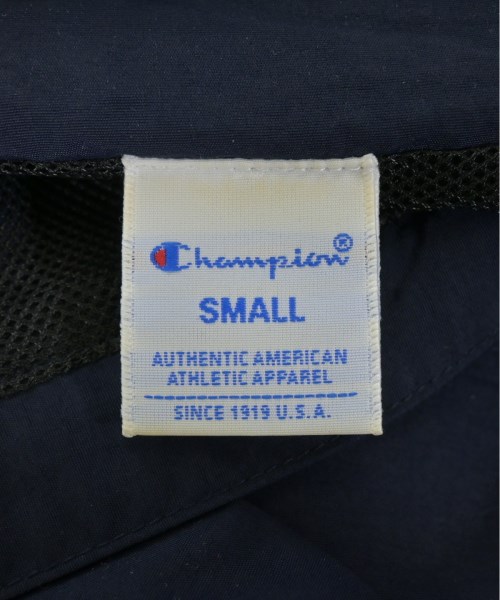 Champion®
SMALL
AUTHENTIC AMERICAN
ATHLETIC APPAREL
SINCE 1919 U.S.A.